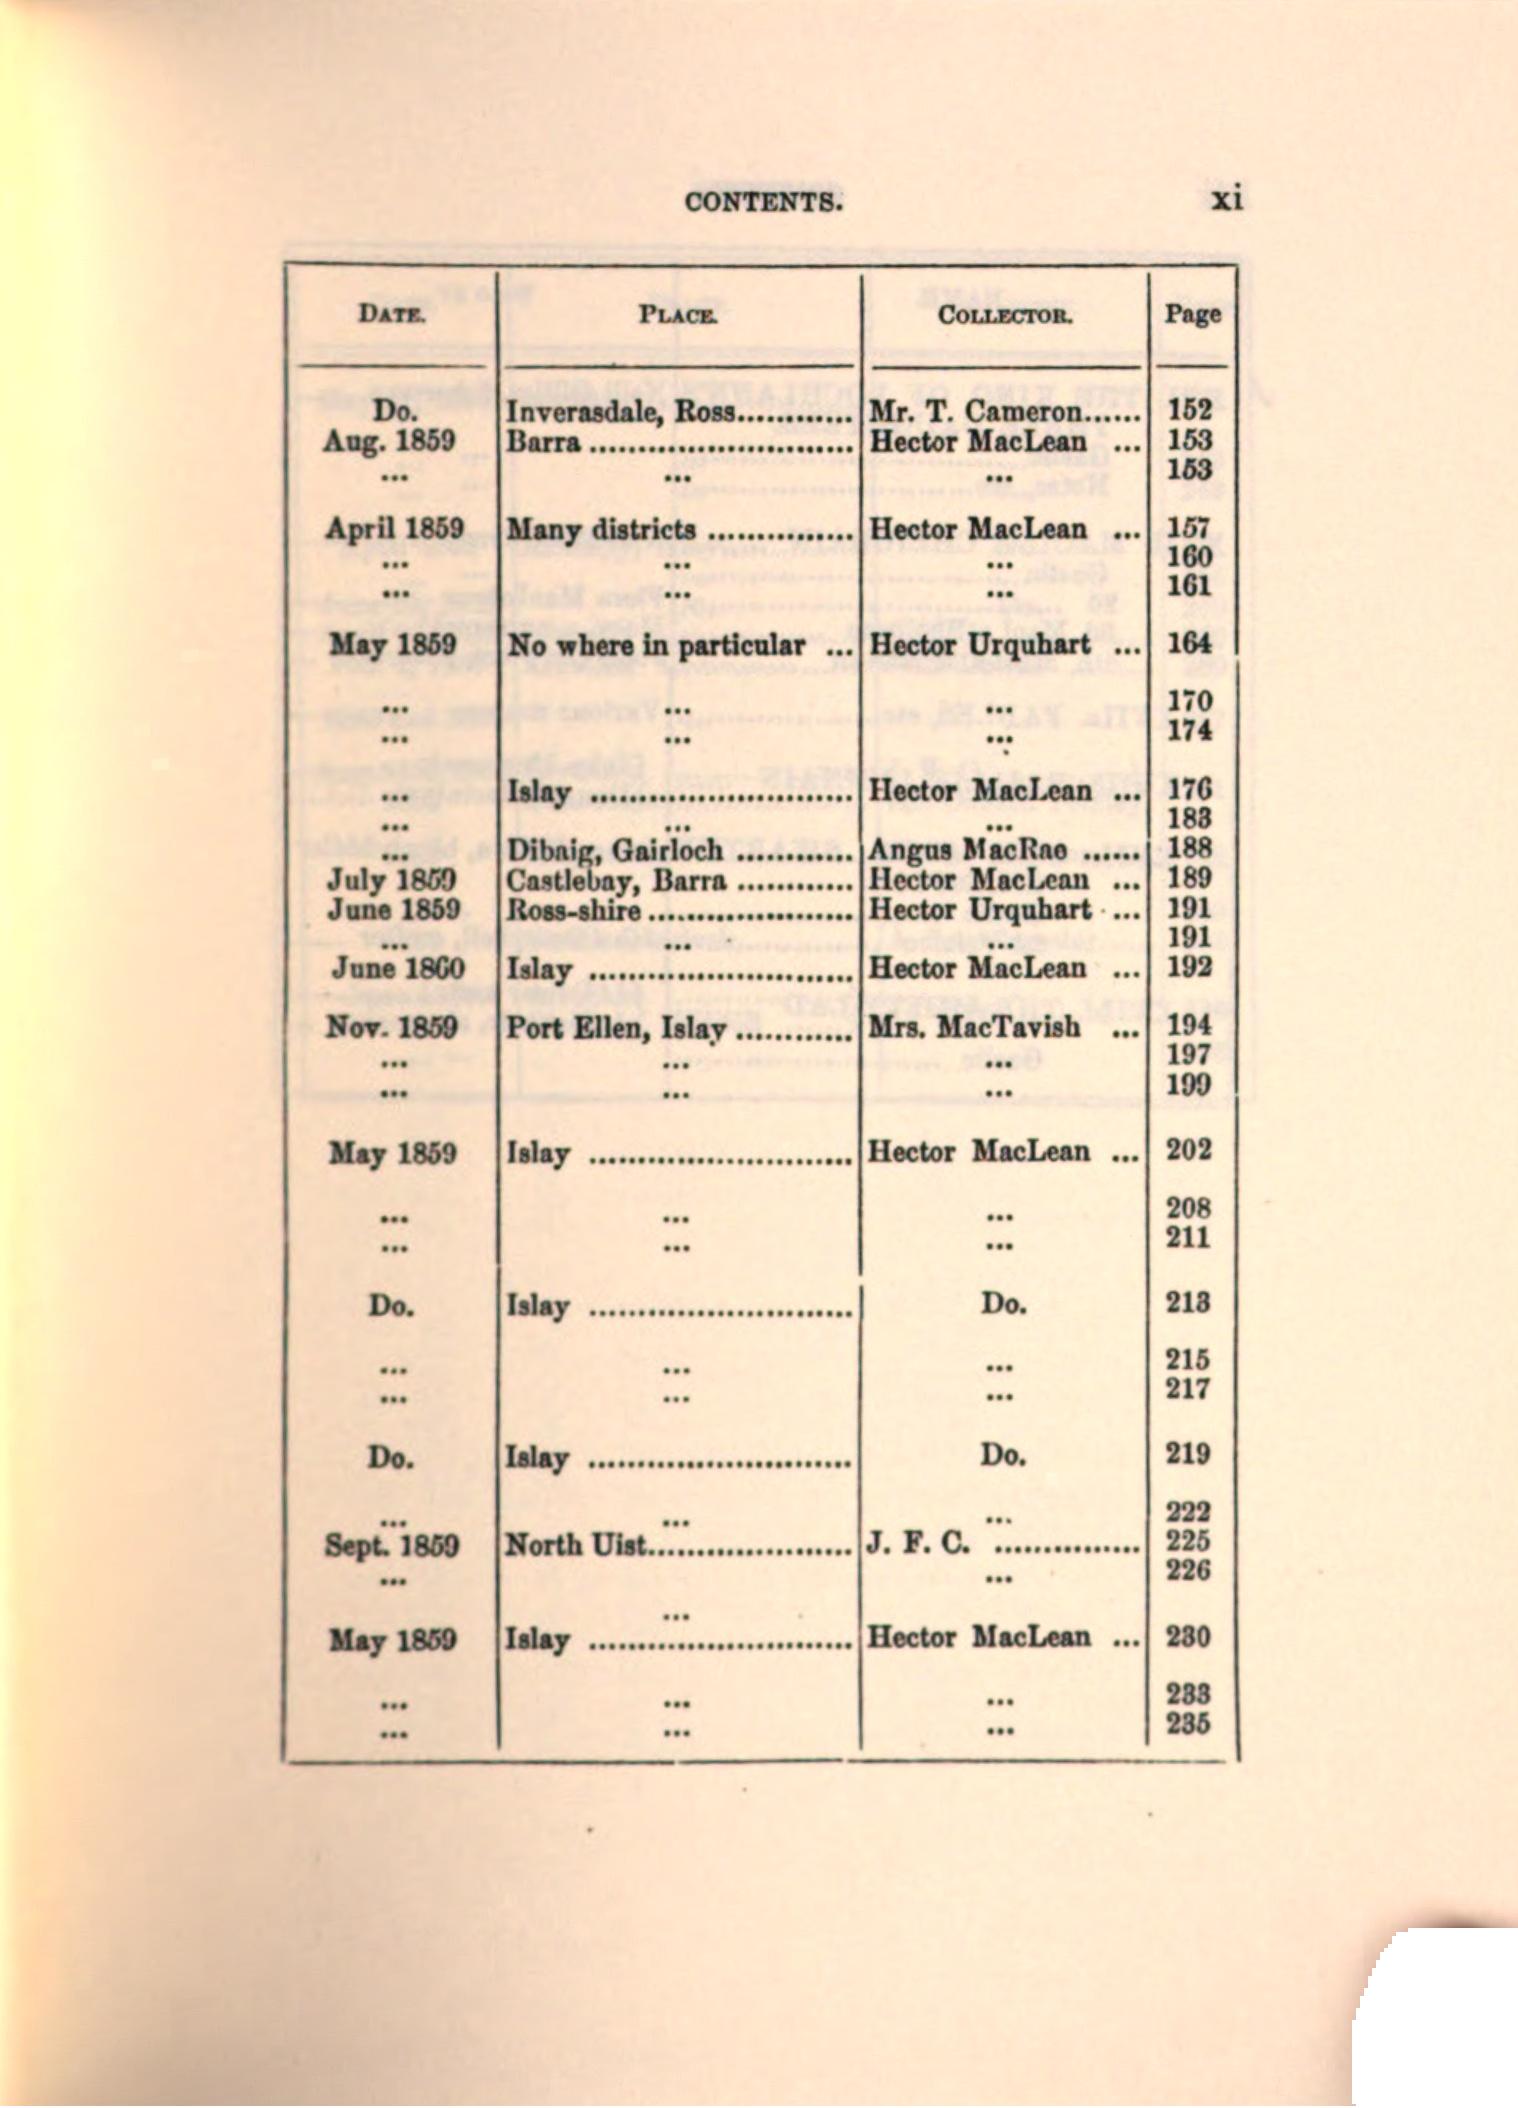 CONTENTS. xi
DATE. PLACE. COLLECTOR. Page
Do. Inverasdale, Ross............ Mr. T. Cameron...... 152
Aug. 1859 Barra ........................... Hector MacLean ... 153
... ... ... 153
April 1859 Many districts ............... Hector MacLean ... 157
... ... ... 160
... ... ... 161
May 1859 No where in particular ... Hector Urquhart ... 164
... ... ... 170
... ... ... 174
... Islay ........................... Hector MacLean ... 176
... ... ... 183
... Dibaig, Gairloch ............ Angus MacRae ...... 188
July 1859 Castlebay, Barra ............ Hector MacLean ... 189
June 1859 Ross-shire ..................... Hector Urquhart ... 191
... ... ... 191
June 1860 Islay ........................... Hector MacLean ... 192
Nov. 1859 Port Ellen, Islay ............ Mrs. MacTavish ... 194
... ... ... 197
... ... ... 199
May 1859 Islay ........................... Hector MacLean ... 202
... ... ... 208
... ... ... 211
Do. Islay ........................... Do. 213
... ... ... 215
... ... ... 217
Do. Islay ........................... Do. 219
... ... ... 222
Sept. 1859 North Uist..................... J. F. C. ............... 225
... ... ... 226
May 1859 Islay ........................... Hector MacLean ... 230
... ... ... 233
... ... ... 235